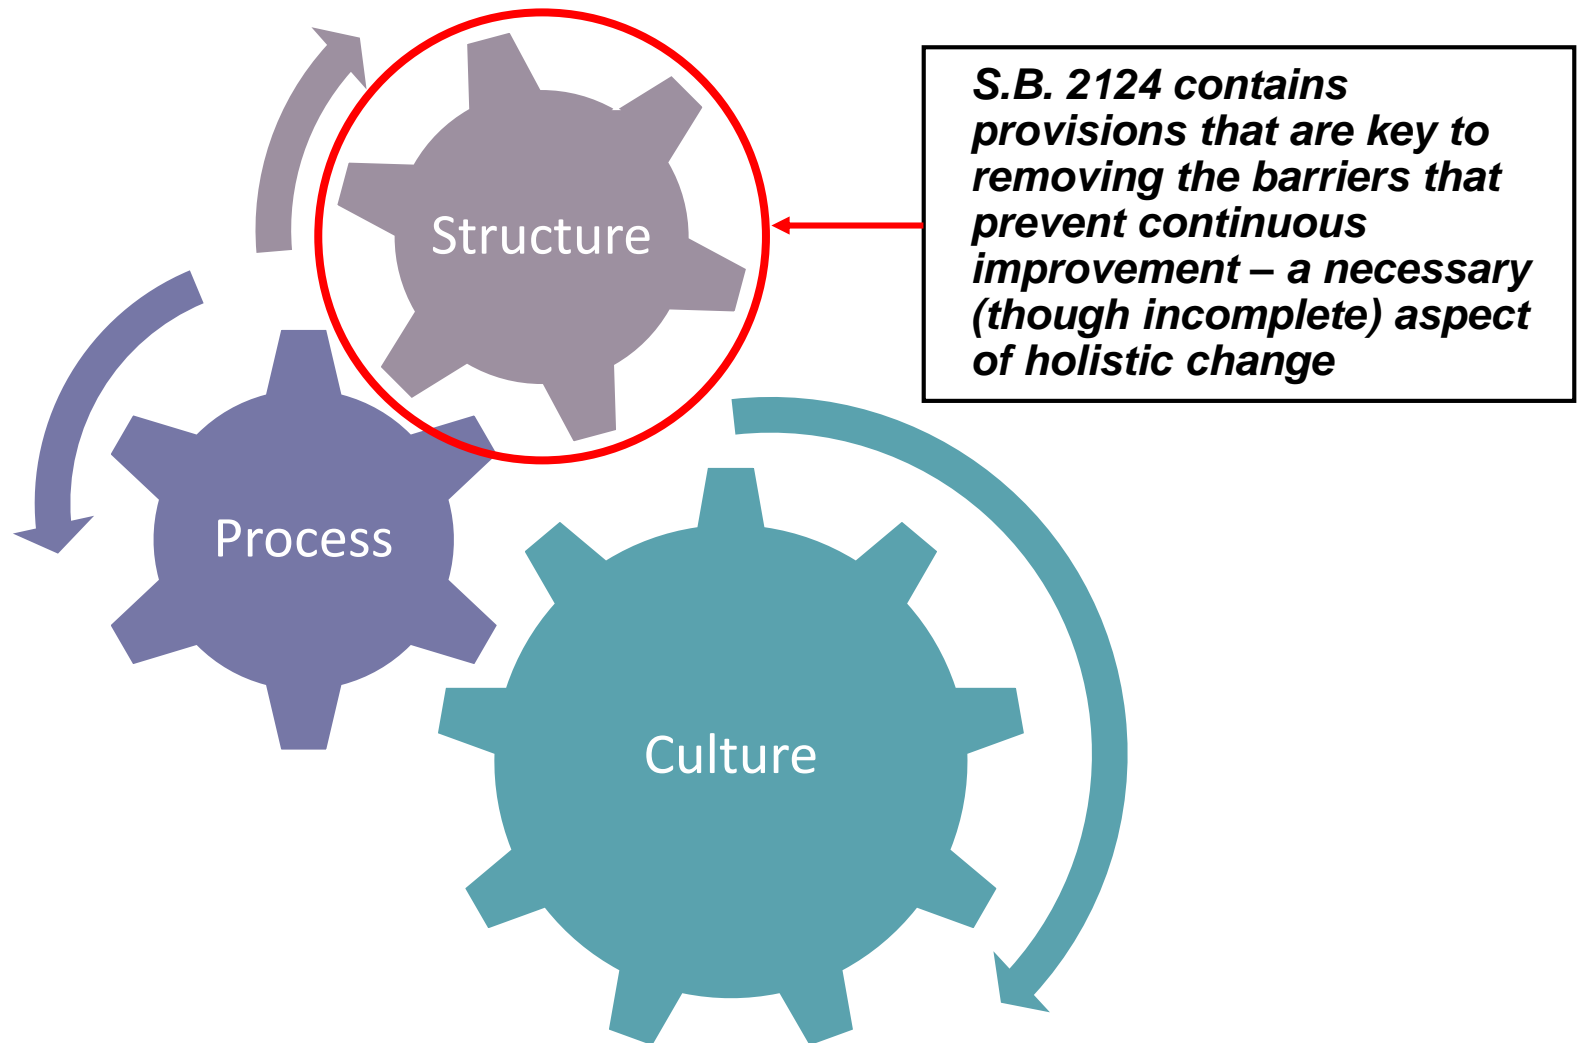 Structure
S.B. 2124 contains
provisions that are key to
removing the barriers that
prevent continuous
improvement – a necessary
(though incomplete) aspect
of holistic change
Process
Culture